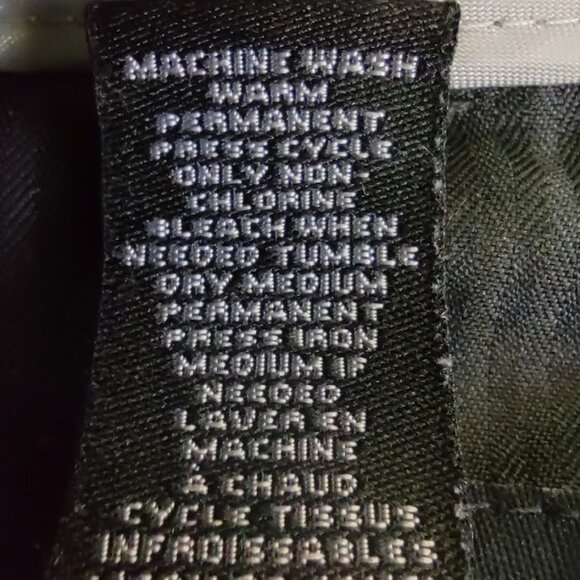 MACHINE WASH
WARM
PERMANENT
PRESS CYCLE
ONLY NON-
CHLORINE
BLEACH WHEN
NEEDED TUMBLE
DRY MEDIUM
PERMANENT
PRESS IRON
MEDIUM IF
NEEDED
LAVER EN
MACHINE
A CHAUD
CYCLE TISSUS
INFROISSABLES